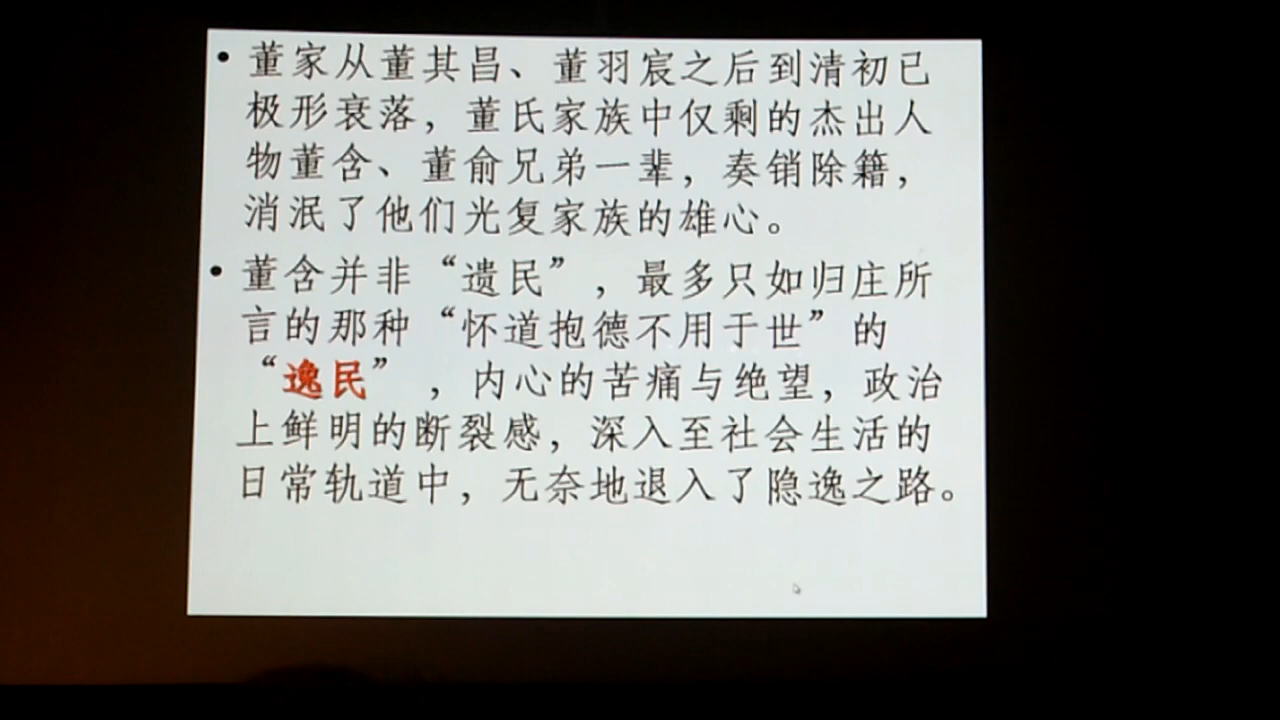 • 董家从董其昌、董羽宸之后到清初已
极形衰落，董氏家族中仅剩的杰出人
物董含、董俞兄弟一辈，奏销除籍，
消泯了他们光复家族的雄心。
• 董含并非“遗民”，最多只如归庄所
言的那种“怀道抱德不用于世”的
“逸民”，内心的苦痛与绝望，政治
上鲜明的断裂感，深入至社会生活的
日常轨道中，无奈地退入了隐逸之路。